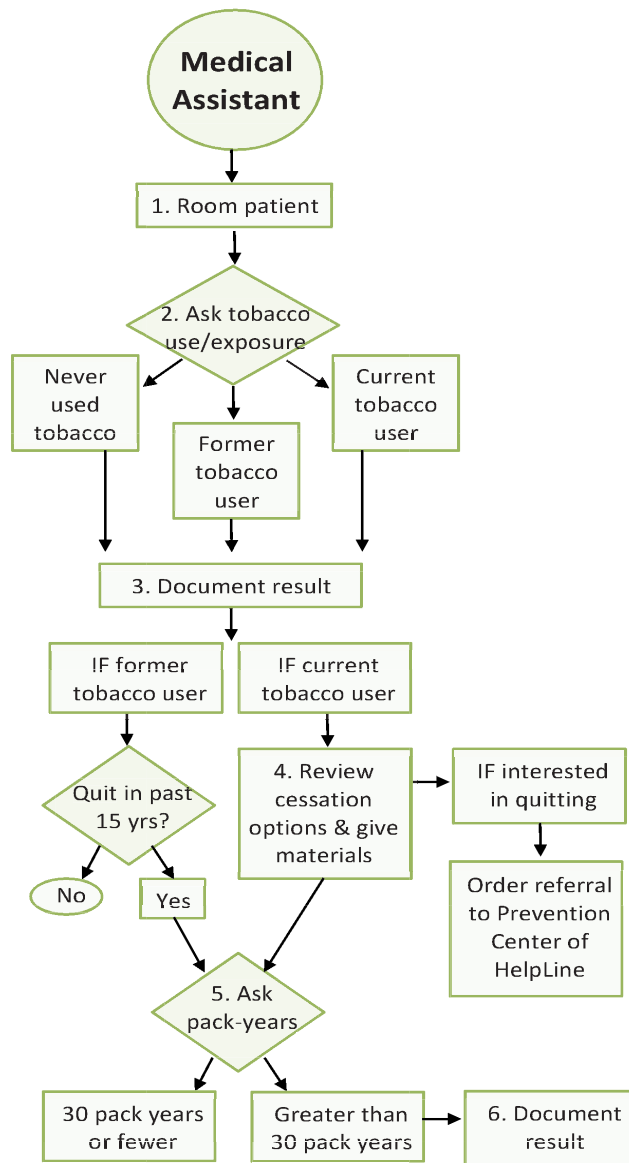 Medical
Assistant
1. Room patient
2. Ask tobacco
use/exposure
Never
used
tobacco
Former
tobacco
user
Current
tobacco
user
3. Document result
!F former
tobacco user
!F current
tobacco user
Quit in past
15 yrs?
4. Review
cessation
options & give
materials
IF interested
in quitting
No
Yes
Order referral
to Prevention
Center of
HelpLine
5. Ask
pack-years
30 pack years
or fewer
Greater than
30 pack years
6. Document
result